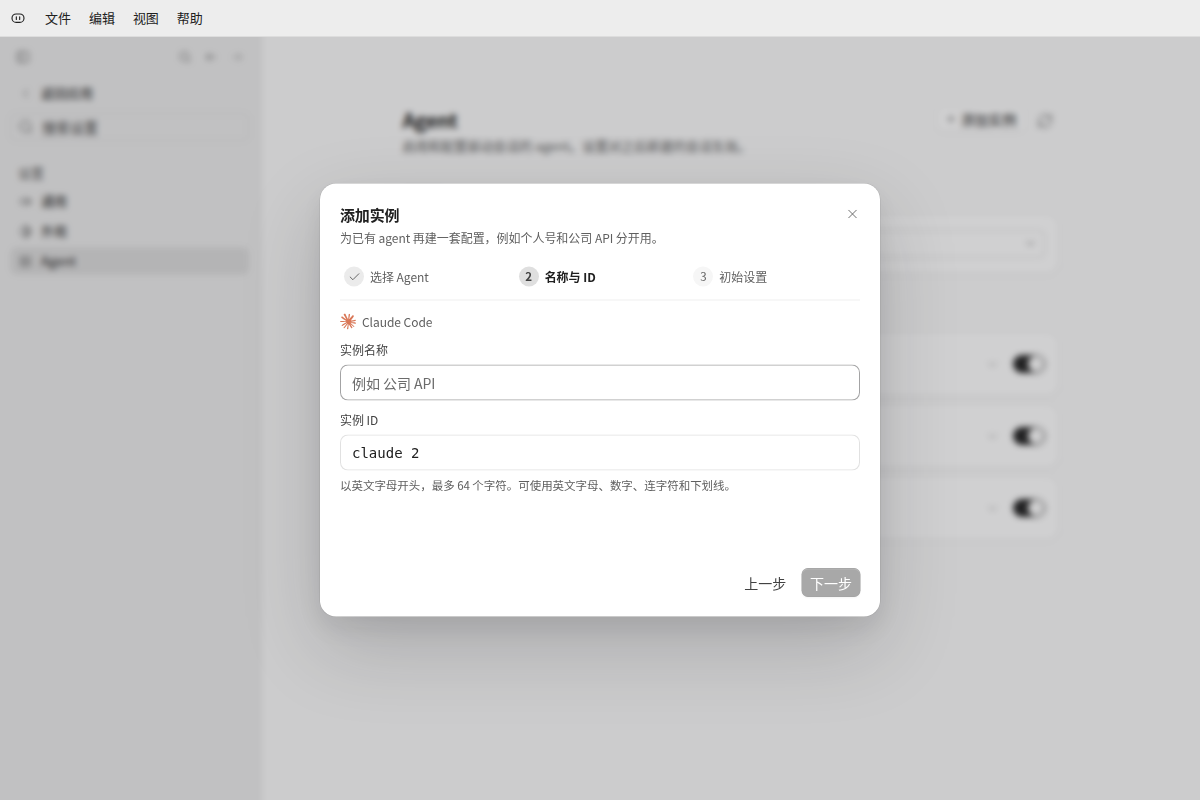 文件 编辑 视图 帮助
Agent
Agent
添加实例
为已有 agent 再建一套配置，例如个人号和公司 API 分开用。
选择 Agent
2 名称与 ID
3 初始设置
Claude Code
实例名称
例如 公司 API
实例 ID
claude 2
以英文字母开头，最多 64 个字符。可使用英文字母、数字、连字符和下划线。
上一步 下一步